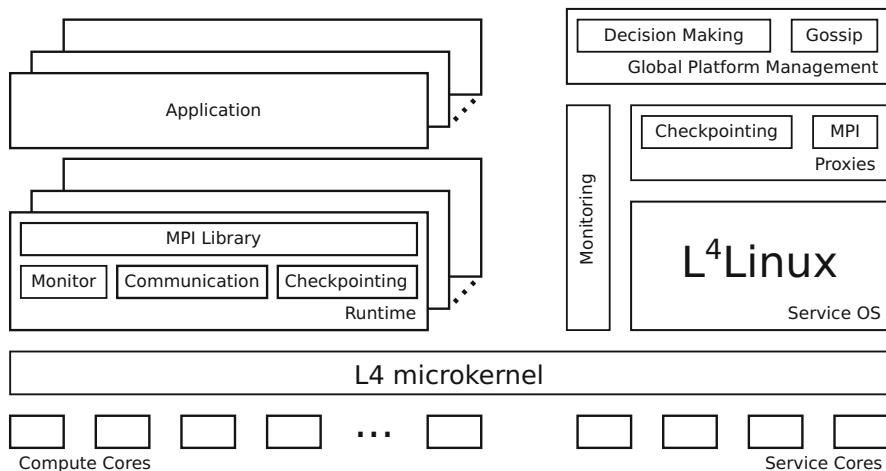 Decision Making
Gossip
Global Platform Management
Application
Checkpointing
MPI
Proxies
Monitoring
MPI Library
Monitor
Communication
Checkpointing
Runtime
L⁴Linux
Service OS
L4 microkernel
...
Compute Cores
Service Cores